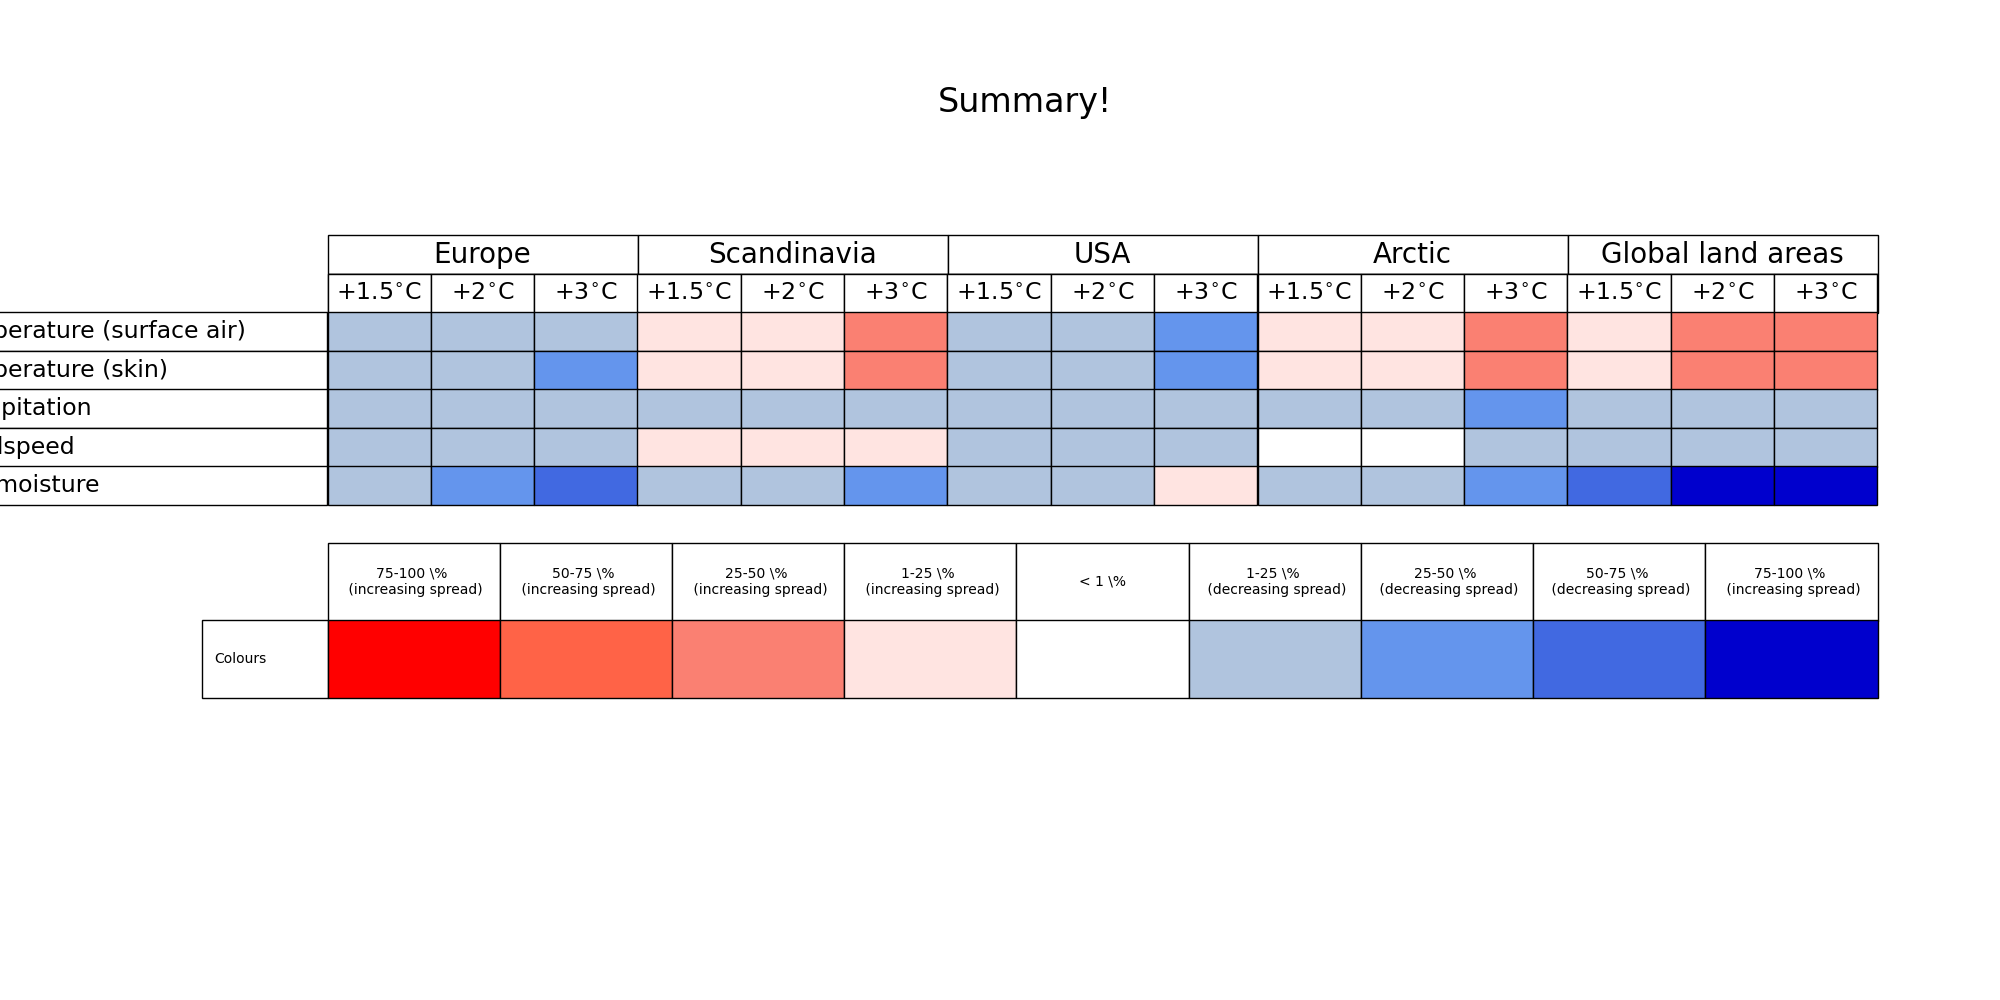 Summary!
Europe Scandinavia USA Arctic Global land areas
+1.5°C +2°C +3°C +1.5°C +2°C +3°C +1.5°C +2°C +3°C +1.5°C +2°C +3°C +1.5°C +2°C +3°C
perature (surface air)
perature (skin)
pitation
lspeed
moisture
75-100 \% 50-75 \% 25-50 \% 1-25 \% < 1 \% 1-25 \% 25-50 \% 50-75 \% 75-100 \%
(increasing spread) (increasing spread) (increasing spread) (increasing spread) (decreasing spread) (decreasing spread) (decreasing spread) (increasing spread)
Colours